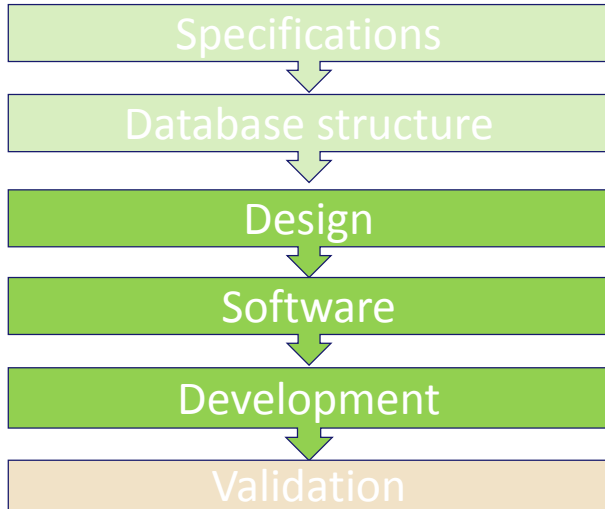 Specifications
Database structure
Design
Software
Development
Validation